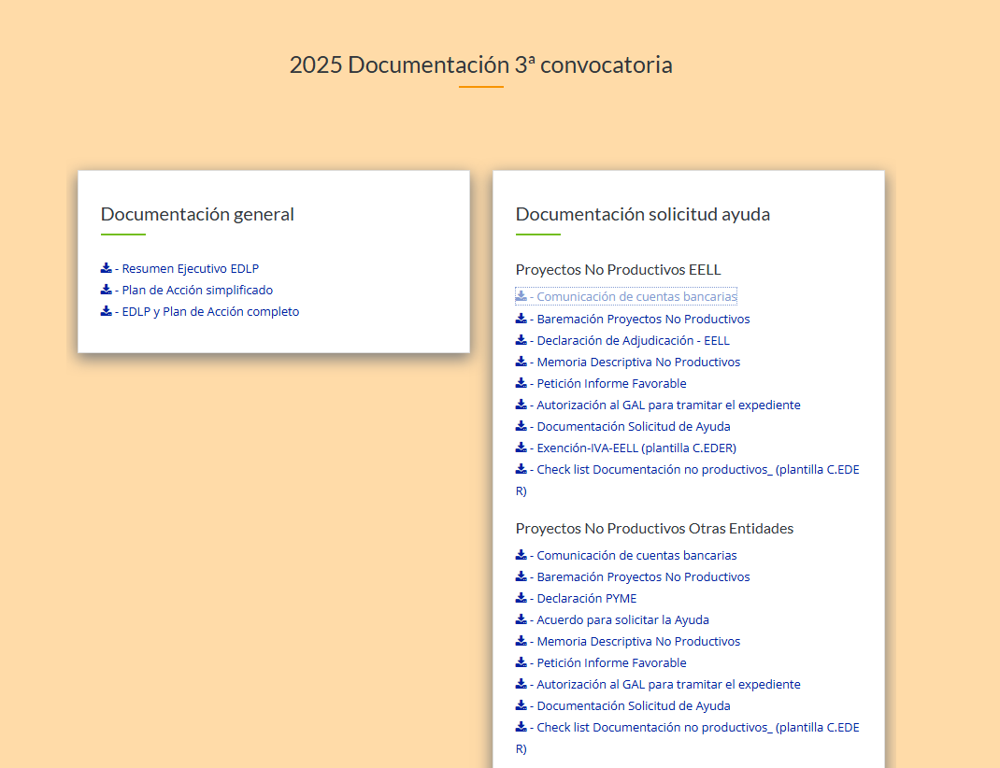 2025 Documentación 3ª convocatoria
Documentación general
- Resumen Ejecutivo EDLP
- Plan de Acción simplificado
- EDLP y Plan de Acción completo
Documentación solicitud ayuda
Proyectos No Productivos EELL
- Comunicación de cuentas bancarias
- Baremación Proyectos No Productivos
- Declaración de Adjudicación - EELL
- Memoria Descriptiva No Productivos
- Petición Informe Favorable
- Autorización al GAL para tramitar el expediente
- Documentación Solicitud de Ayuda
- Exención-IVA-EELL (plantilla C.EDER)
- Check list Documentación no productivos_ (plantilla C.EDE
R)
Proyectos No Productivos Otras Entidades
- Comunicación de cuentas bancarias
- Baremación Proyectos No Productivos
- Declaración PYME
- Acuerdo para solicitar la Ayuda
- Memoria Descriptiva No Productivos
- Petición Informe Favorable
- Autorización al GAL para tramitar el expediente
- Documentación Solicitud de Ayuda
- Check list Documentación no productivos_ (plantilla C.EDE
R)